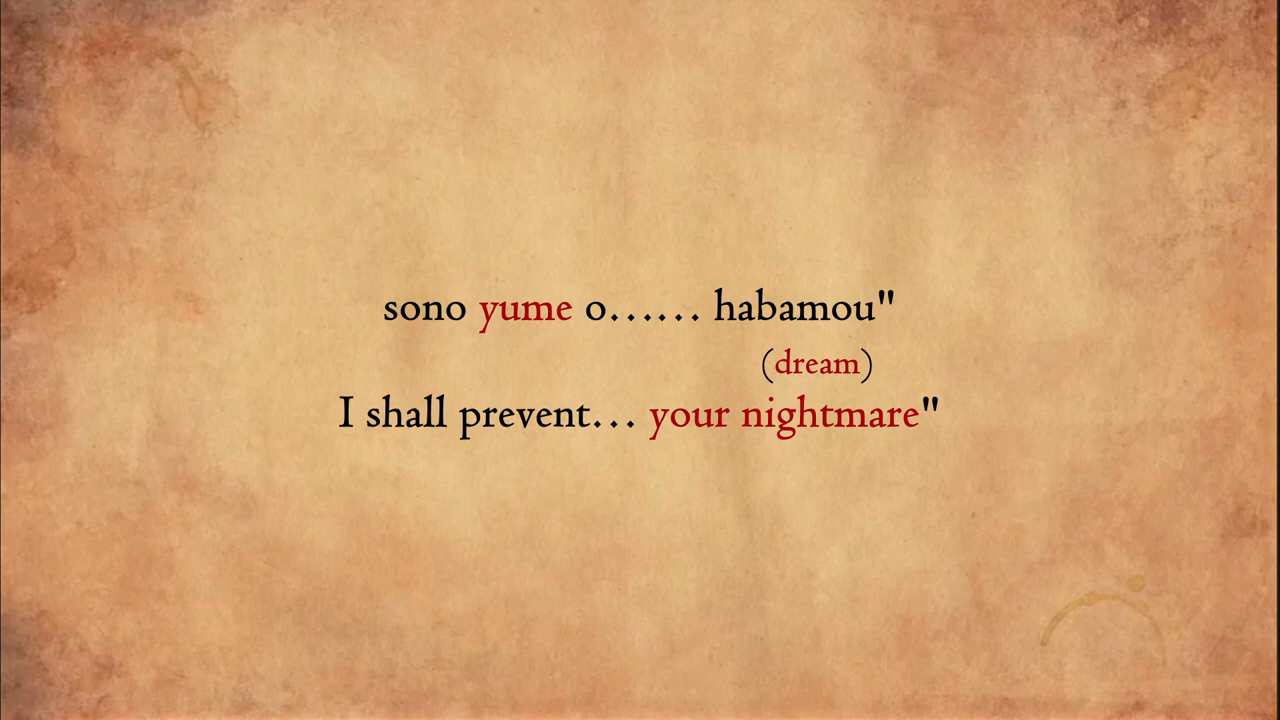 sono yume o...... habamou"
(dream)
I shall prevent... your nightmare"